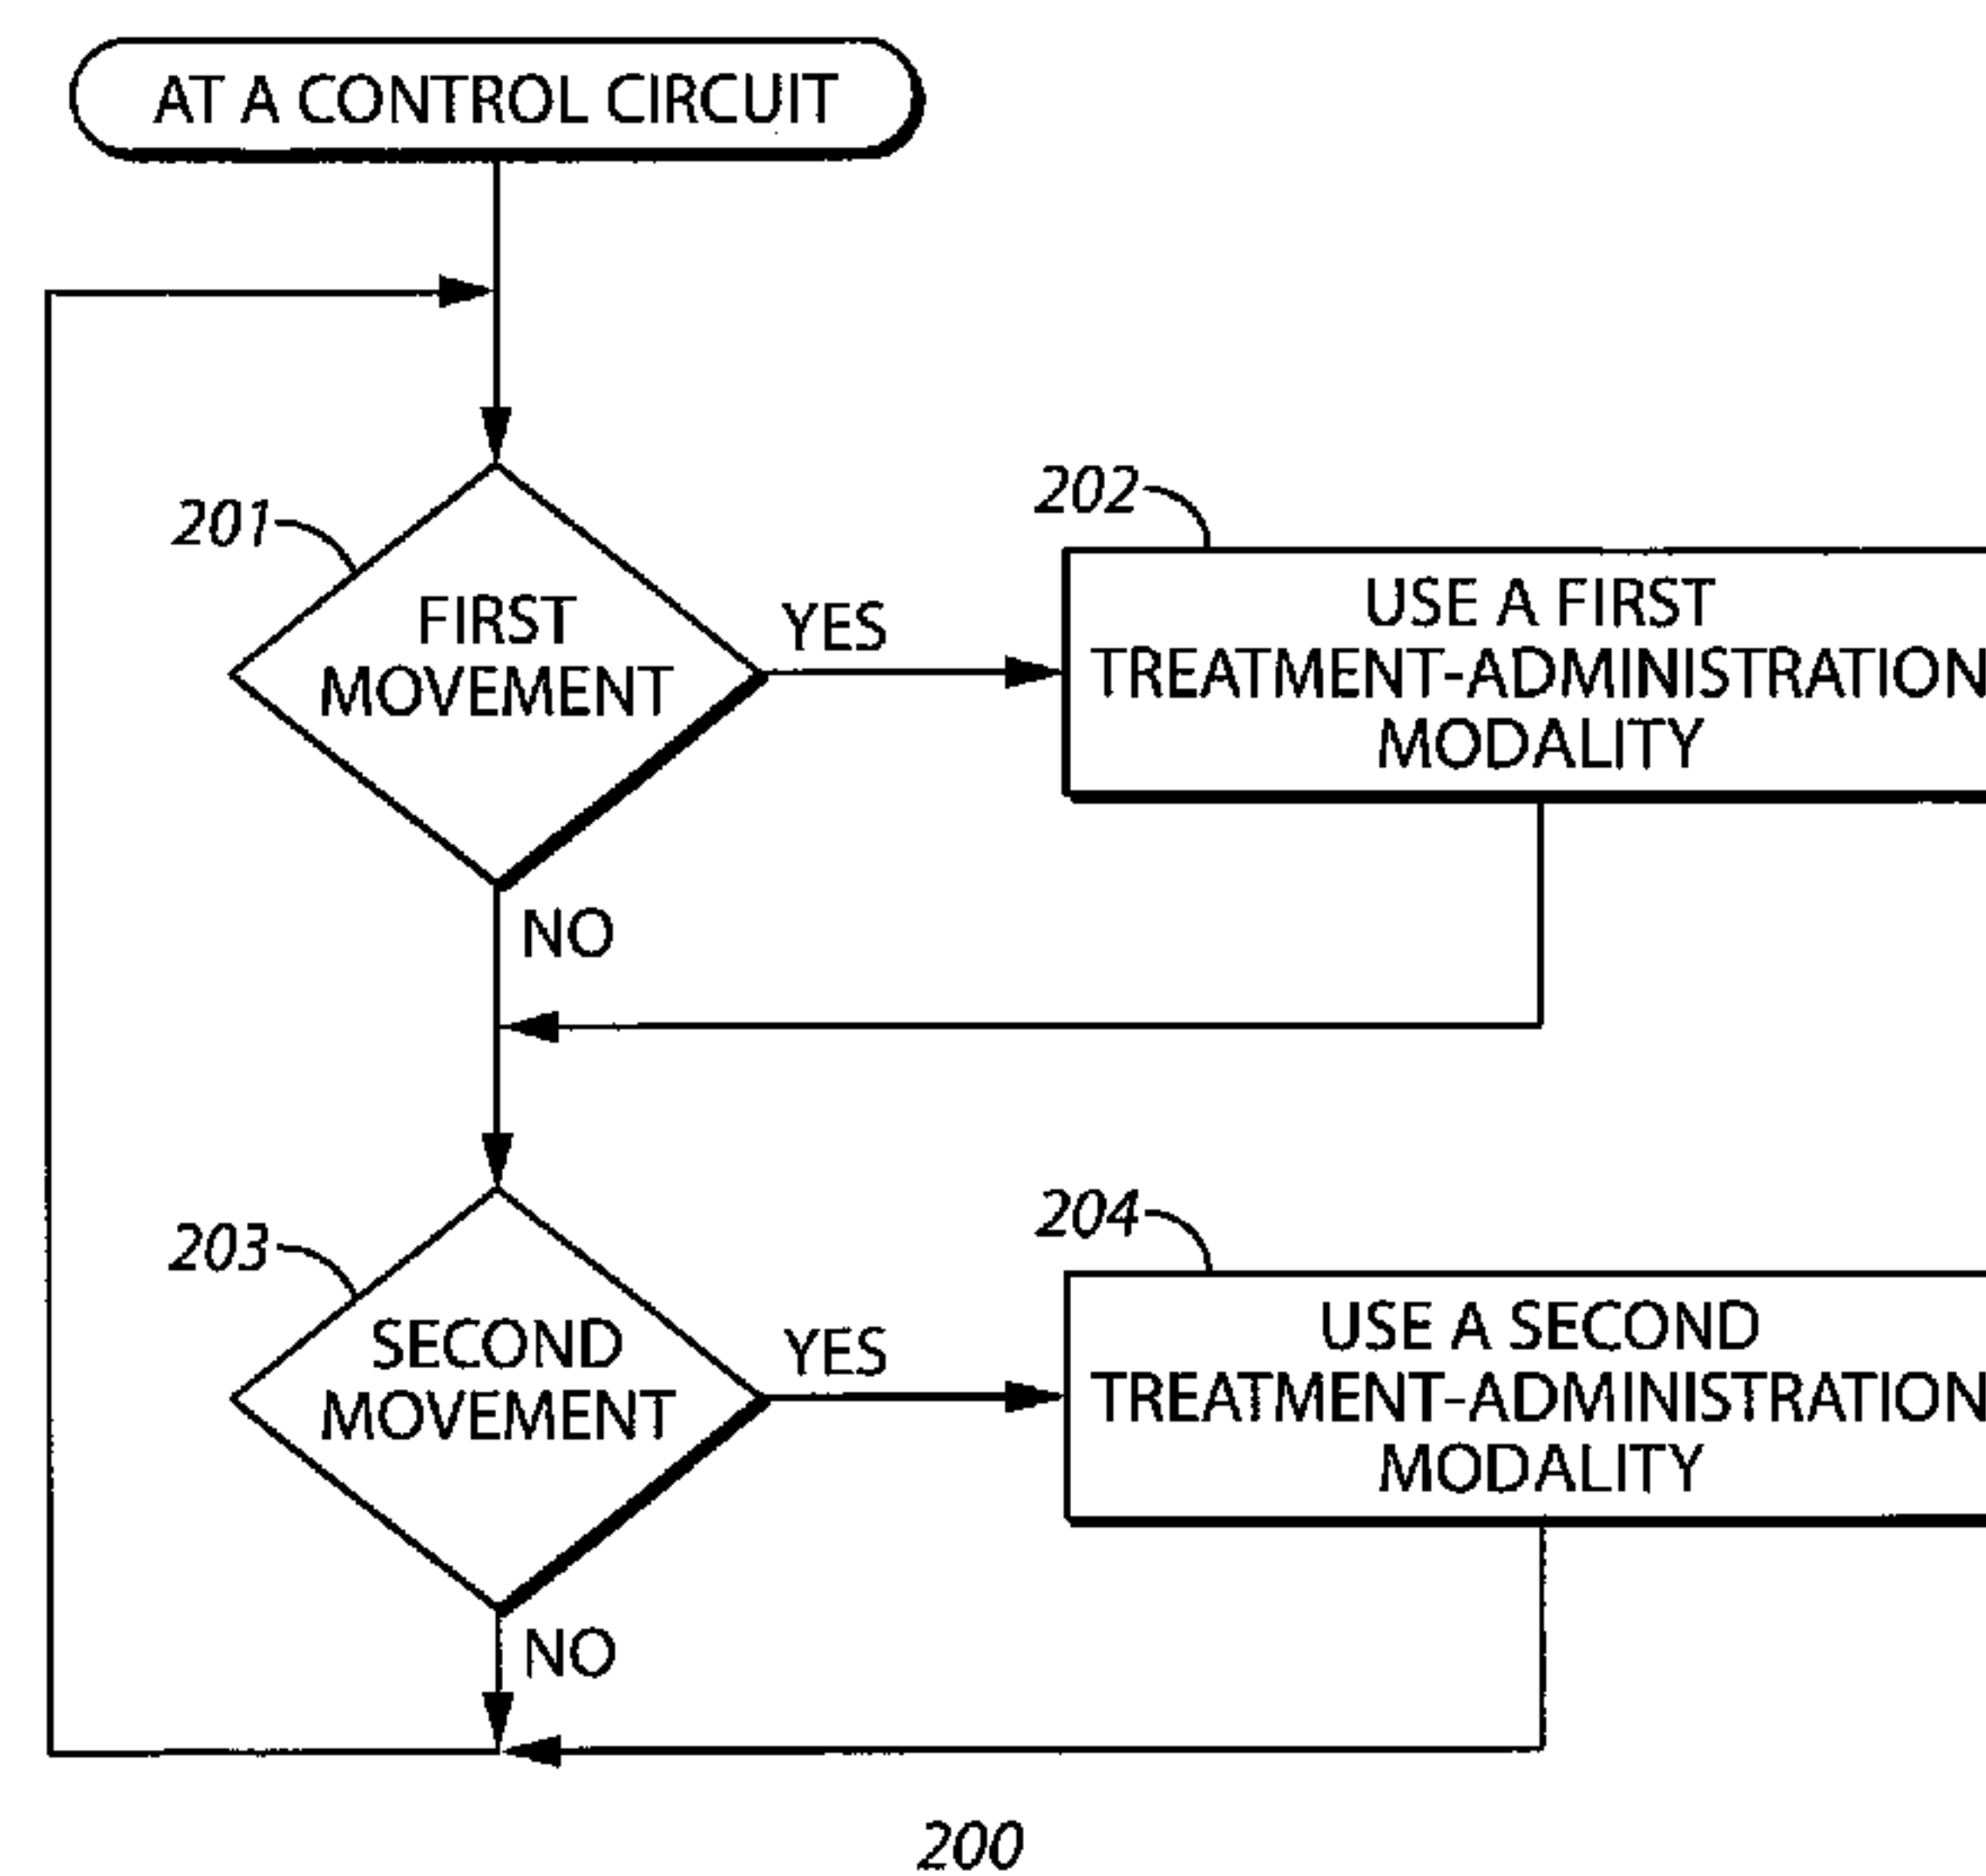 AT A CONTROL CIRCUIT
201
FIRST
MOVEMENT
YES
202
USE A FIRST
TREATMENT-ADMINISTRATION
MODALITY
NO
203
SECOND
MOVEMENT
YES
204
USE A SECOND
TREATMENT-ADMINISTRATION
MODALITY
NO
200